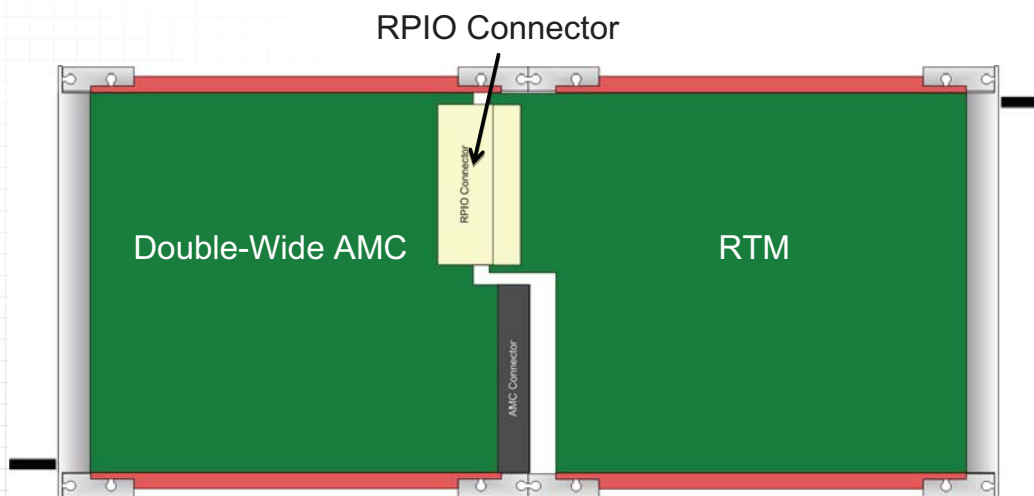 RPIO Connector
RPIO Connector
Double-Wide AMC
RTM
AMC Connector